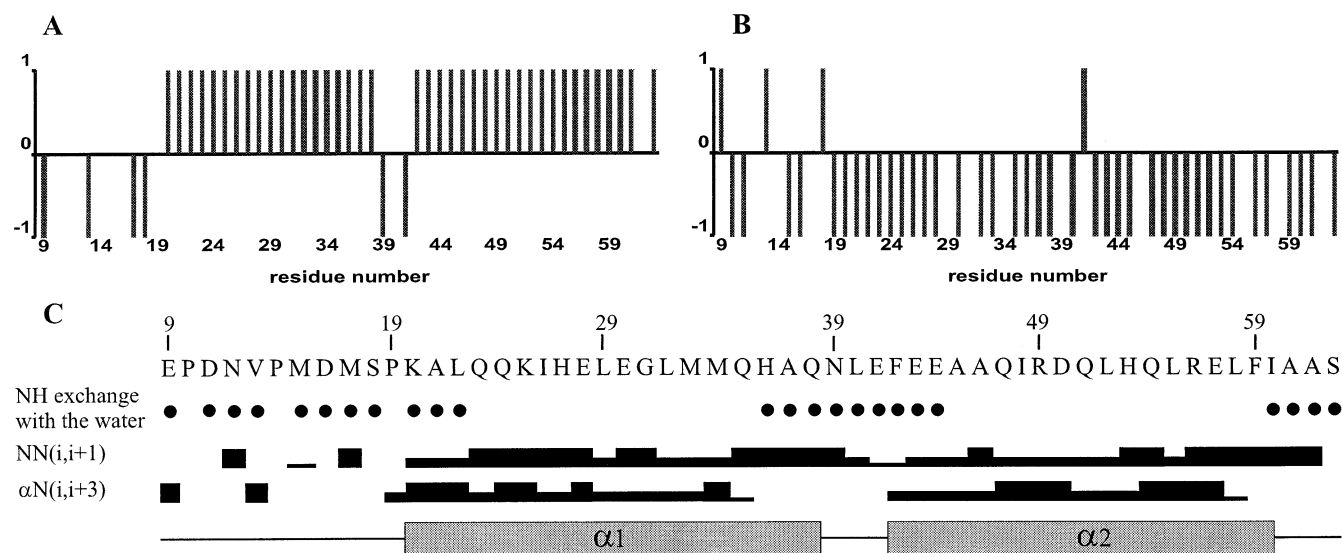 A
1
0
-1
9 14 19 24 29 34 39 44 49 54 59
residue number
B
1
0
-1
9 14 19 24 29 34 39 44 49 54 59
residue number
C
9 19 29 39 49 59
E P D N V P M D M S P K A L Q Q K I H E L E G L M M Q H A Q N L E F E E A A Q I R D Q L H Q L R E L F I A A S
NH exchange
with the water
NN(i,i+1)
αN(i,i+3)
α1 α2